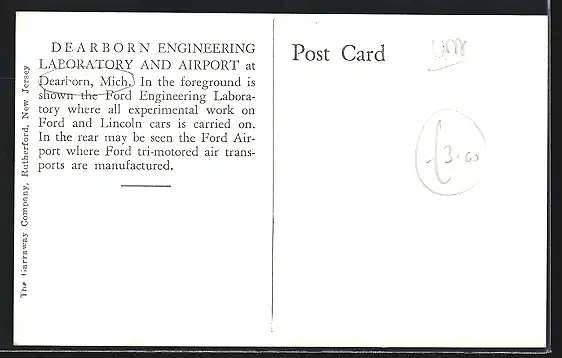 DEARBORN ENGINEERING
LABORATORY AND AIRPORT at
Dearborn, Mich. In the foreground is
shown the Ford Engineering Labora-
tory where all experimental work on
Ford and Lincoln cars is carried on.
In the rear may be seen the Ford Air-
port where Ford tri-motored air trans-
ports are manufactured.
The Garraway Company, Rutherford, New Jersey
Post Card